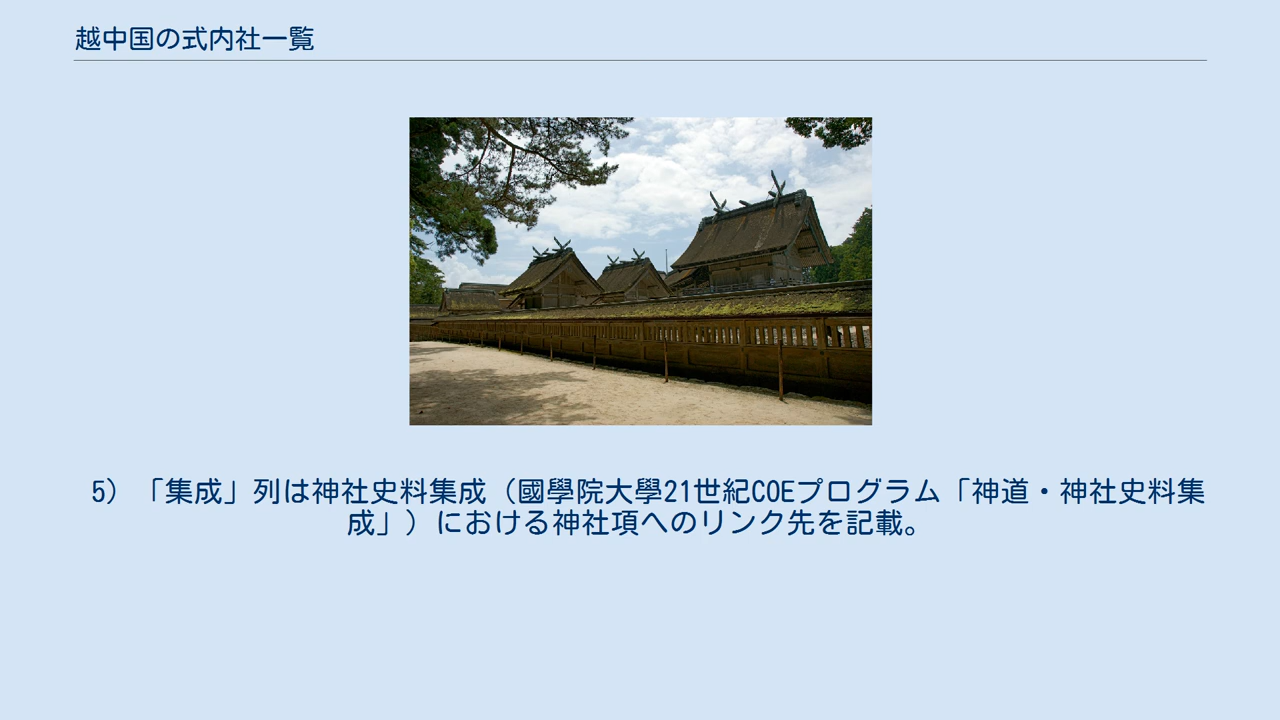 越中国の式内社一覧
5）「集成」列は神社史料集成（國學院大學21世紀COEプログラム「神道・神社史料集
成」）における神社項へのリンク先を記載。